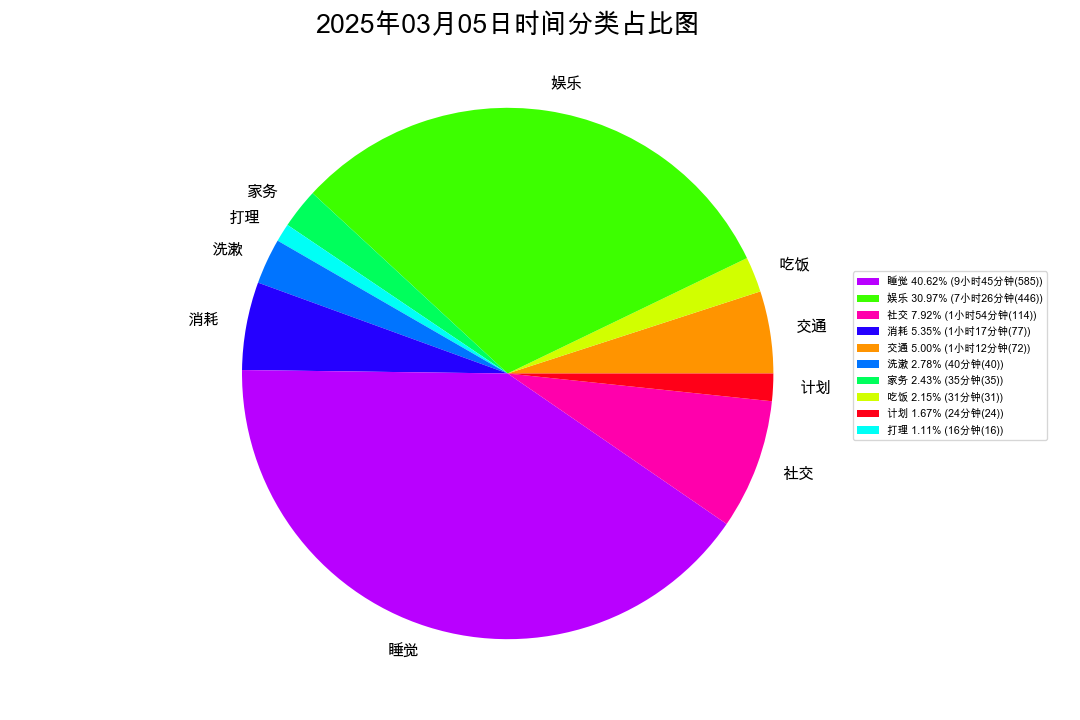 2025年03月05日时间分类占比图
娱乐
家务
打理
洗漱
消耗
睡觉
吃饭
交通
计划
社交
睡觉 40.62% (9小时45分钟(585))
娱乐 30.97% (7小时26分钟(446))
社交 7.92% (1小时54分钟(114))
消耗 5.35% (1小时17分钟(77))
交通 5.00% (1小时12分钟(72))
洗漱 2.78% (40分钟(40))
家务 2.43% (35分钟(35))
吃饭 2.15% (31分钟(31))
计划 1.67% (24分钟(24))
打理 1.11% (16分钟(16))